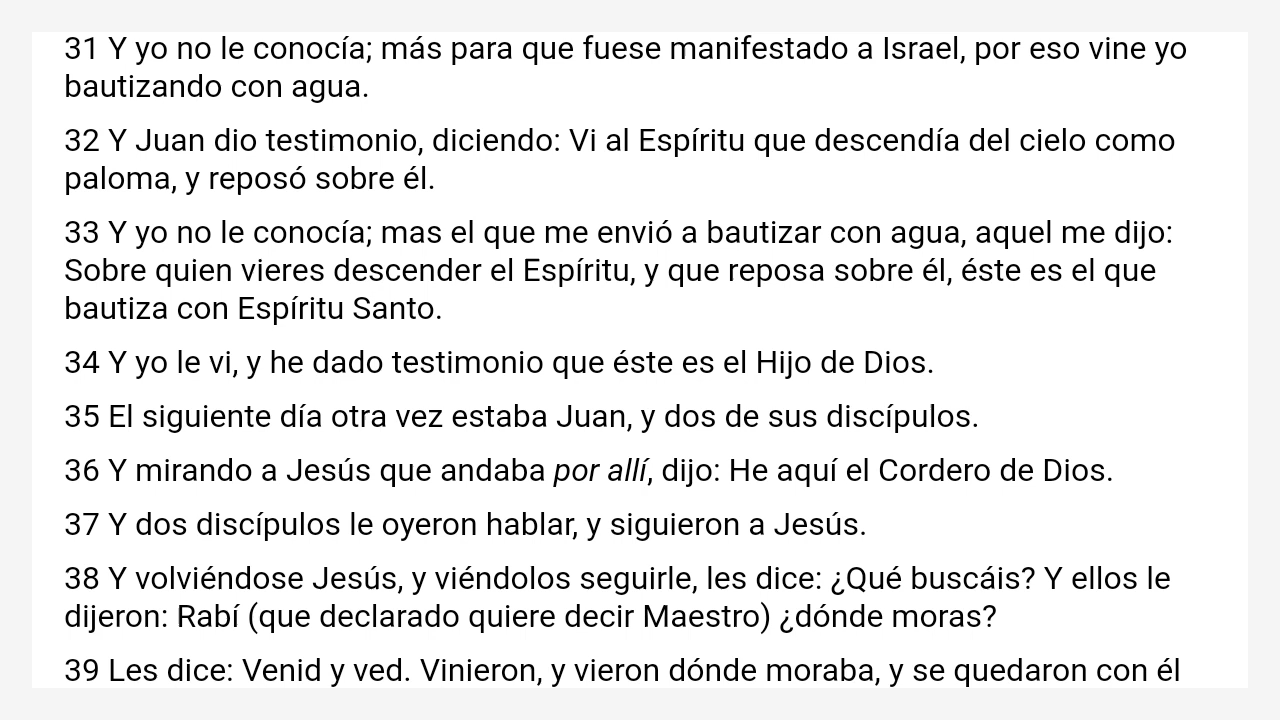 31 Y yo no le conocía; más para que fuese manifestado a Israel, por eso vine yo
bautizando con agua.
32 Y Juan dio testimonio, diciendo: Vi al Espíritu que descendía del cielo como
paloma, y reposó sobre él.
33 Y yo no le conocía; mas el que me envió a bautizar con agua, aquel me dijo:
Sobre quien vieres descender el Espíritu, y que reposa sobre él, éste es el que
bautiza con Espíritu Santo.
34 Y yo le vi, y he dado testimonio que éste es el Hijo de Dios.
35 El siguiente día otra vez estaba Juan, y dos de sus discípulos.
36 Y mirando a Jesús que andaba por allí, dijo: He aquí el Cordero de Dios.
37 Y dos discípulos le oyeron hablar, y siguieron a Jesús.
38 Y volviéndose Jesús, y viéndolos seguirle, les dice: ¿Qué buscáis? Y ellos le
dijeron: Rabí (que declarado quiere decir Maestro) ¿dónde moras?
39 Les dice: Venid y ved. Vinieron, y vieron dónde moraba, y se quedaron con él